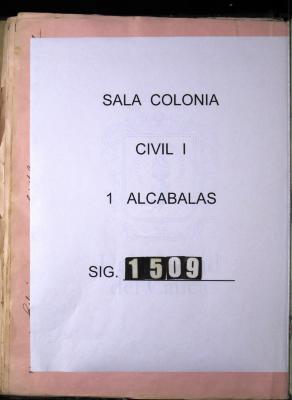 SALA COLONIA
CIVIL I
1 ALCABALAS
SIG. 1509